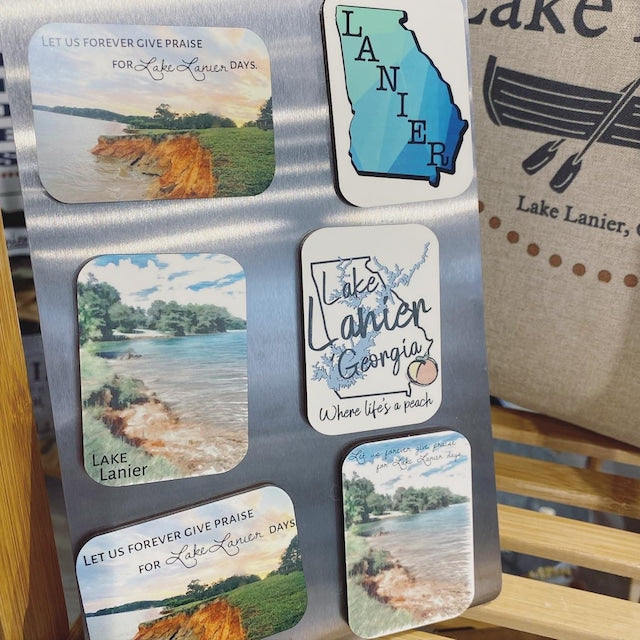 LET US FOREVER GIVE PRAISE
FOR Lake Lanier DAYS.
LANIER
Lake
Lake Lanier,
LAKE
Lanier
Lake
Lanier
Georgia
Where life's a peach
LET US FOREVER GIVE PRAISE
FOR Lake Lanier DAYS
Let us forever give praise
for Lake Lanier days